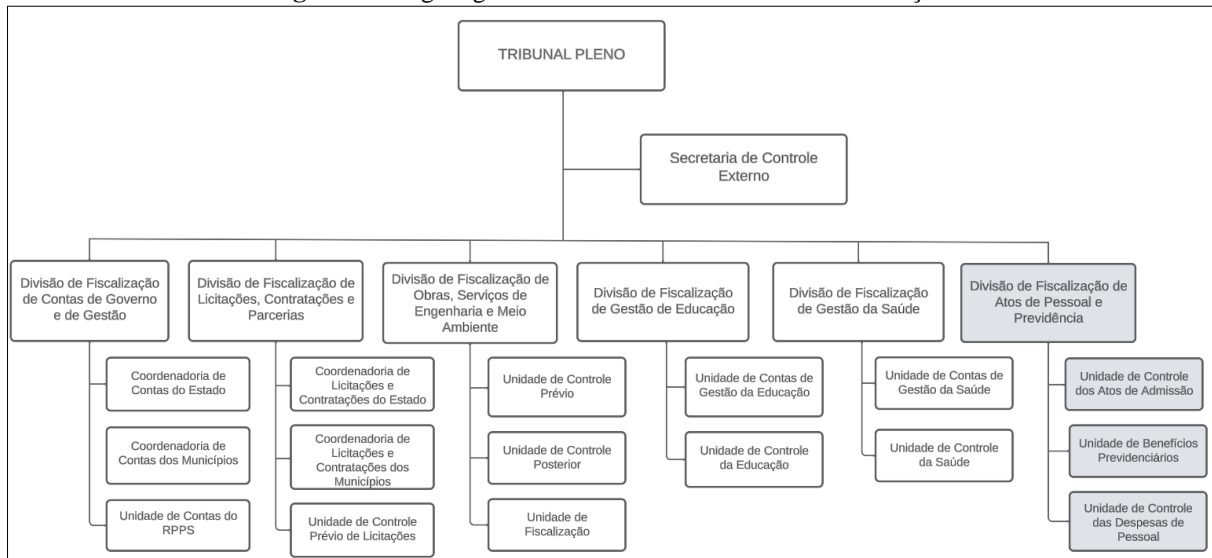 TRIBUNAL PLENO
Secretaria de Controle
Externo
Divisão de Fiscalização
de Contas de Governo
e de Gestão
Divisão de Fiscalização de
Licitações, Contratações e
Parcerias
Divisão de Fiscalização de
Obras, Serviços de
Engenharia e Meio
Ambiente
Divisão de Fiscalização
de Gestão de Educação
Divisão de Fiscalização
de Gestão da Saúde
Divisão de Fiscalização de
Atos de Pessoal e
Previdência
Coordenadoria de
Contas do Estado
Coordenadoria de
Licitações e
Contratações do Estado
Unidade de Controle
Prévio
Unidade de Contas de
Gestão da Educação
Unidade de Contas de
Gestão da Saúde
Unidade de Controle
dos Atos de Admissão
Coordenadoria de
Contas dos Municípios
Coordenadoria de
Licitações e
Contratações dos
Municípios
Unidade de Controle
Posterior
Unidade de Controle
da Educação
Unidade de Controle
da Saúde
Unidade de Benefícios
Previdenciários
Unidade de Contas do
RPPS
Unidade de Controle
Prévio de Licitações
Unidade de
Fiscalização
Unidade de Controle
das Despesas de
Pessoal